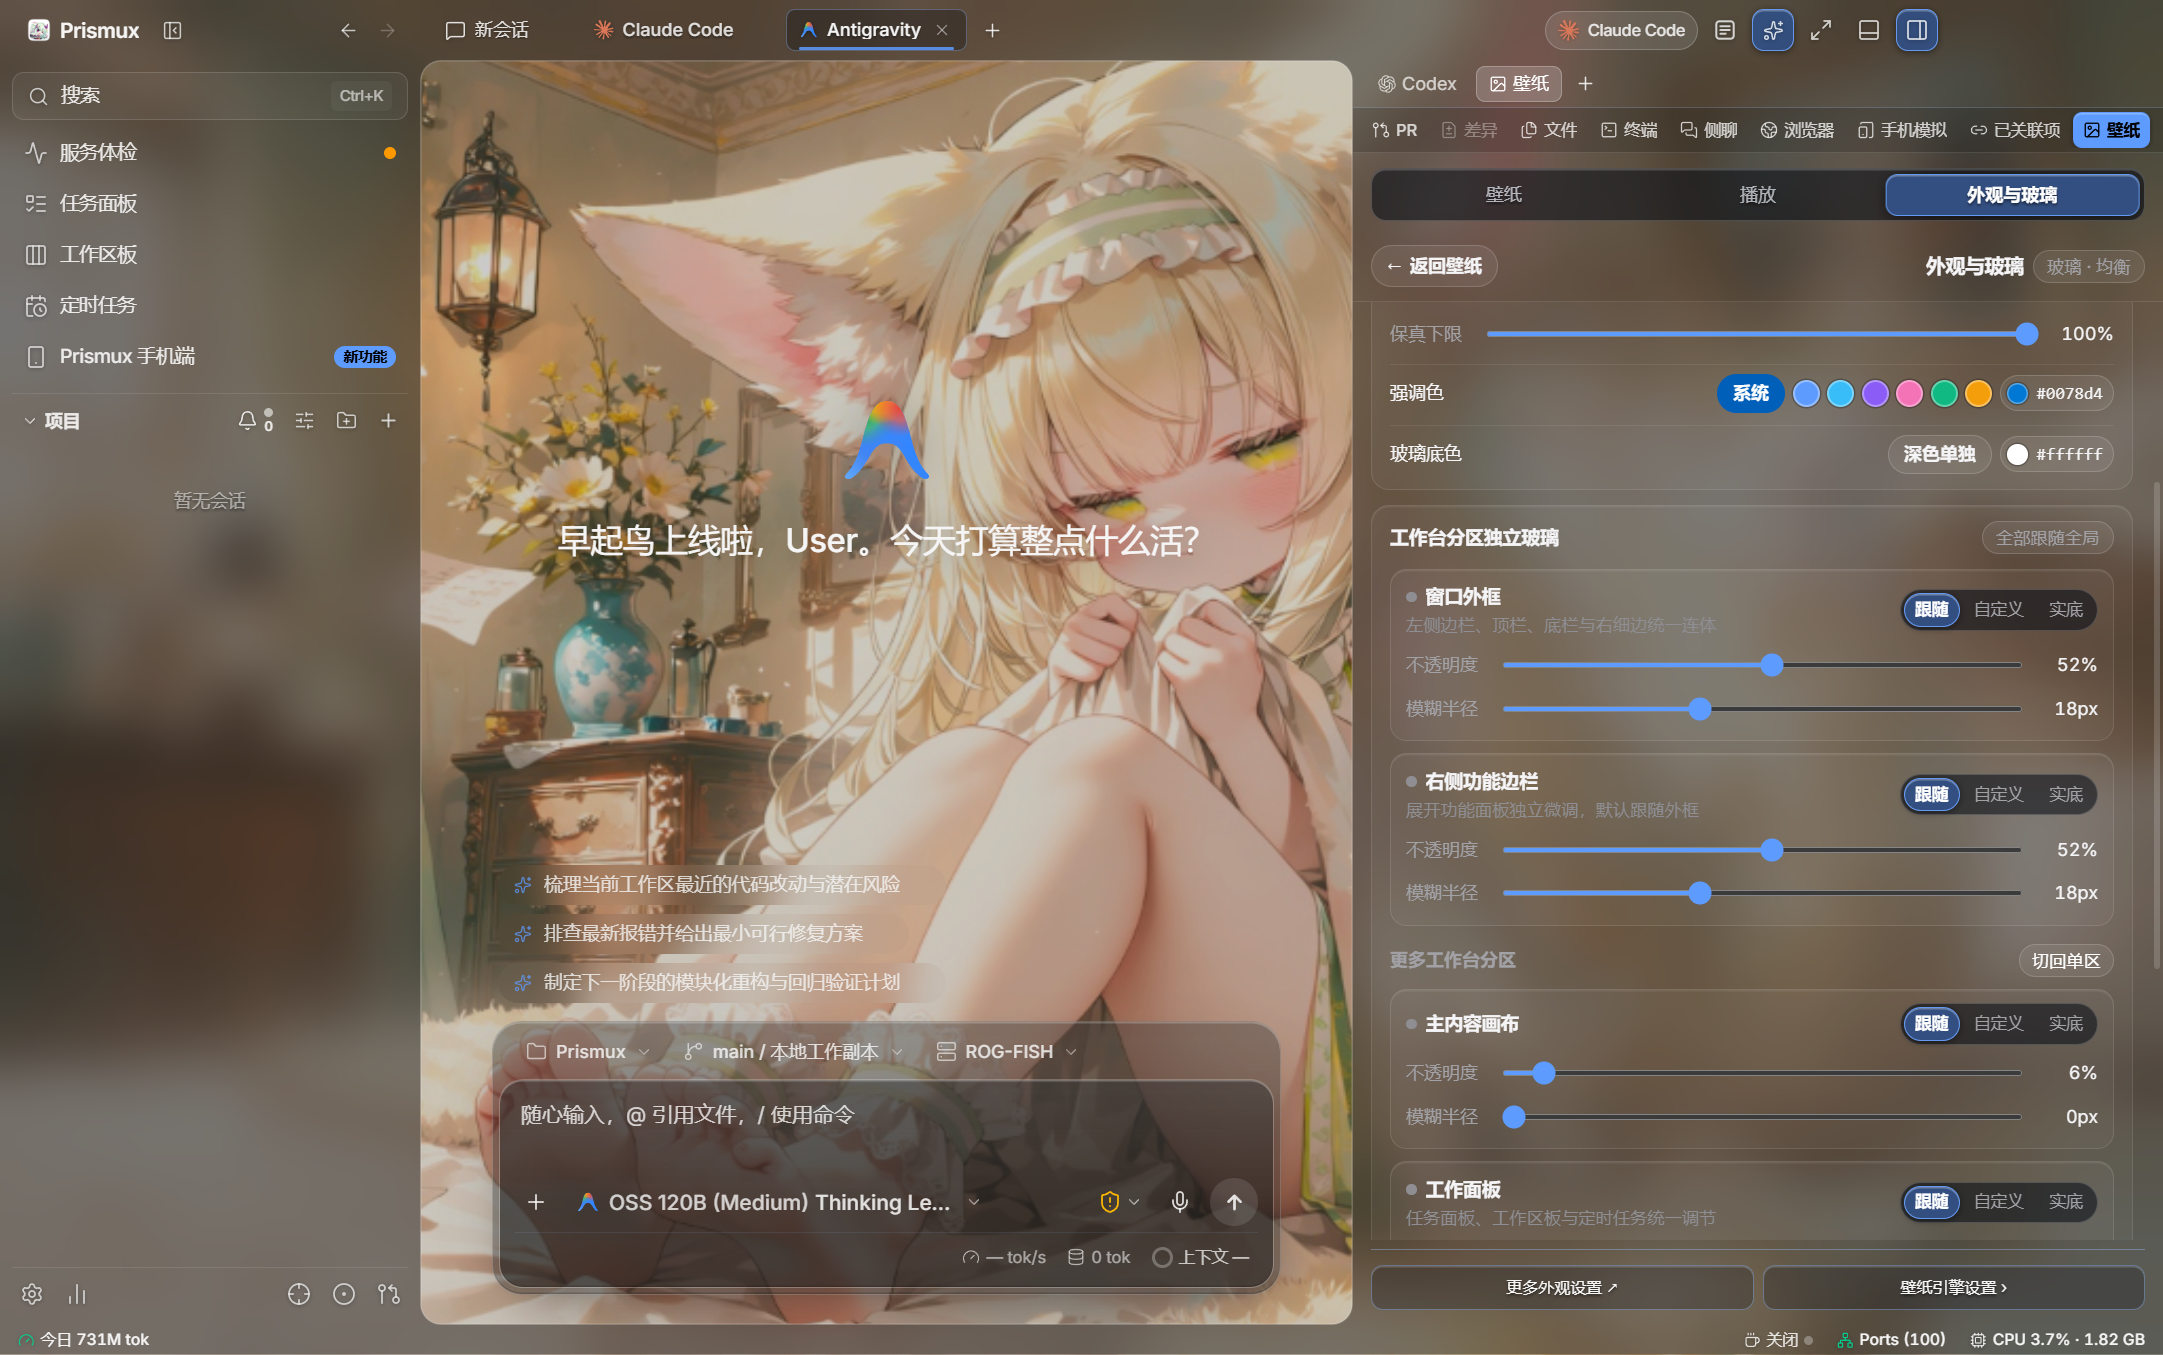 Prismux
搜索
Ctrl+K
服务体检
任务面板
工作区板
定时任务
Prismux 手机端
新功能
项目
0
暂无会话
今日 731M tok
新会话
Claude Code
Antigravity
早起鸟上线啦，User。今天打算整点什么活？
梳理当前工作区最近的代码改动与潜在风险
排查最新报错并给出最小可行修复方案
制定下一阶段的模块化重构与回归验证计划
Prismux
main / 本地工作副本
ROG-FISH
随心输入，@ 引用文件，/ 使用命令
OSS 120B (Medium) Thinking Le...
— tok/s
0 tok
上下文 —
Claude Code
Codex
壁纸
PR
差异
文件
终端
侧聊
浏览器
手机模拟
已关联项
壁纸
壁纸
播放
外观与玻璃
← 返回壁纸
外观与玻璃
玻璃 · 均衡
保真下限
100%
强调色
系统
#0078d4
玻璃底色
深色单独
#ffffff
工作台分区独立玻璃
全部跟随全局
窗口外框
左侧边栏、顶栏、底栏与右细边统一连体
跟随
自定义
实底
不透明度
52%
模糊半径
18px
右侧功能边栏
展开功能面板独立微调，默认跟随外框
跟随
自定义
实底
不透明度
52%
模糊半径
18px
更多工作台分区
切回单区
主内容画布
跟随
自定义
实底
不透明度
6%
模糊半径
0px
工作面板
任务面板、工作区板与定时任务统一调节
跟随
自定义
实底
更多外观设置 ↗
壁纸引擎设置 ›
关闭
Ports (100)
CPU 3.7% · 1.82 GB